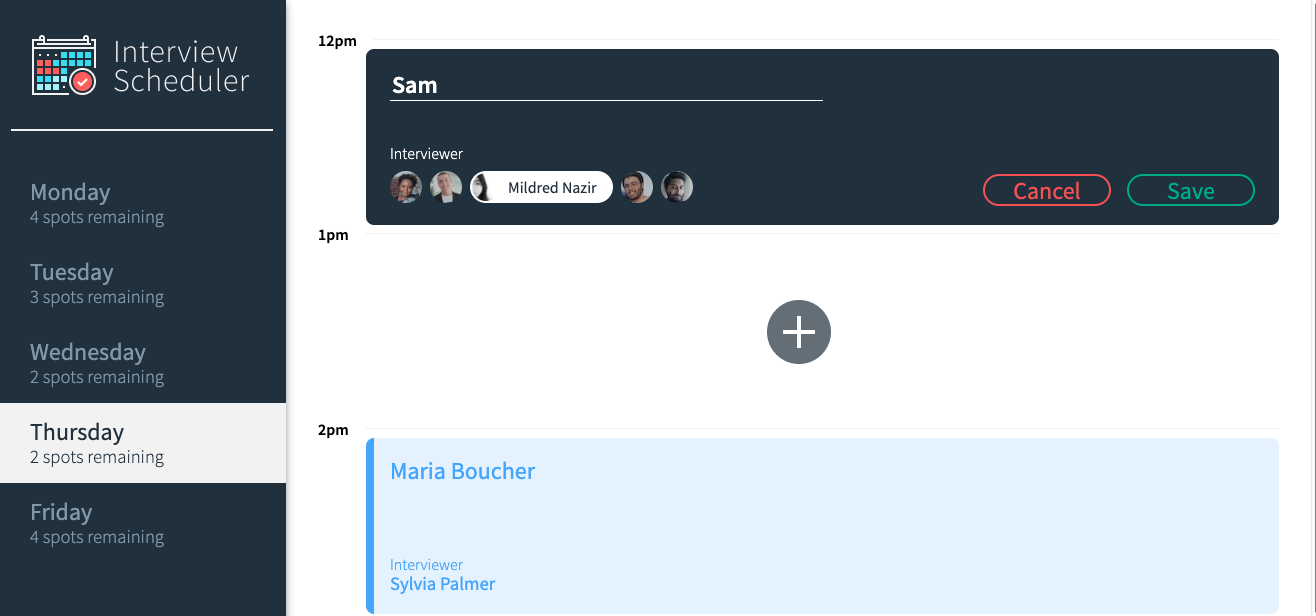 Interview
Scheduler
Monday
4 spots remaining
Tuesday
3 spots remaining
Wednesday
2 spots remaining
Thursday
2 spots remaining
Friday
4 spots remaining
12pm
Sam
Interviewer
Mildred Nazir
Cancel
Save
1pm
2pm
Maria Boucher
Interviewer
Sylvia Palmer